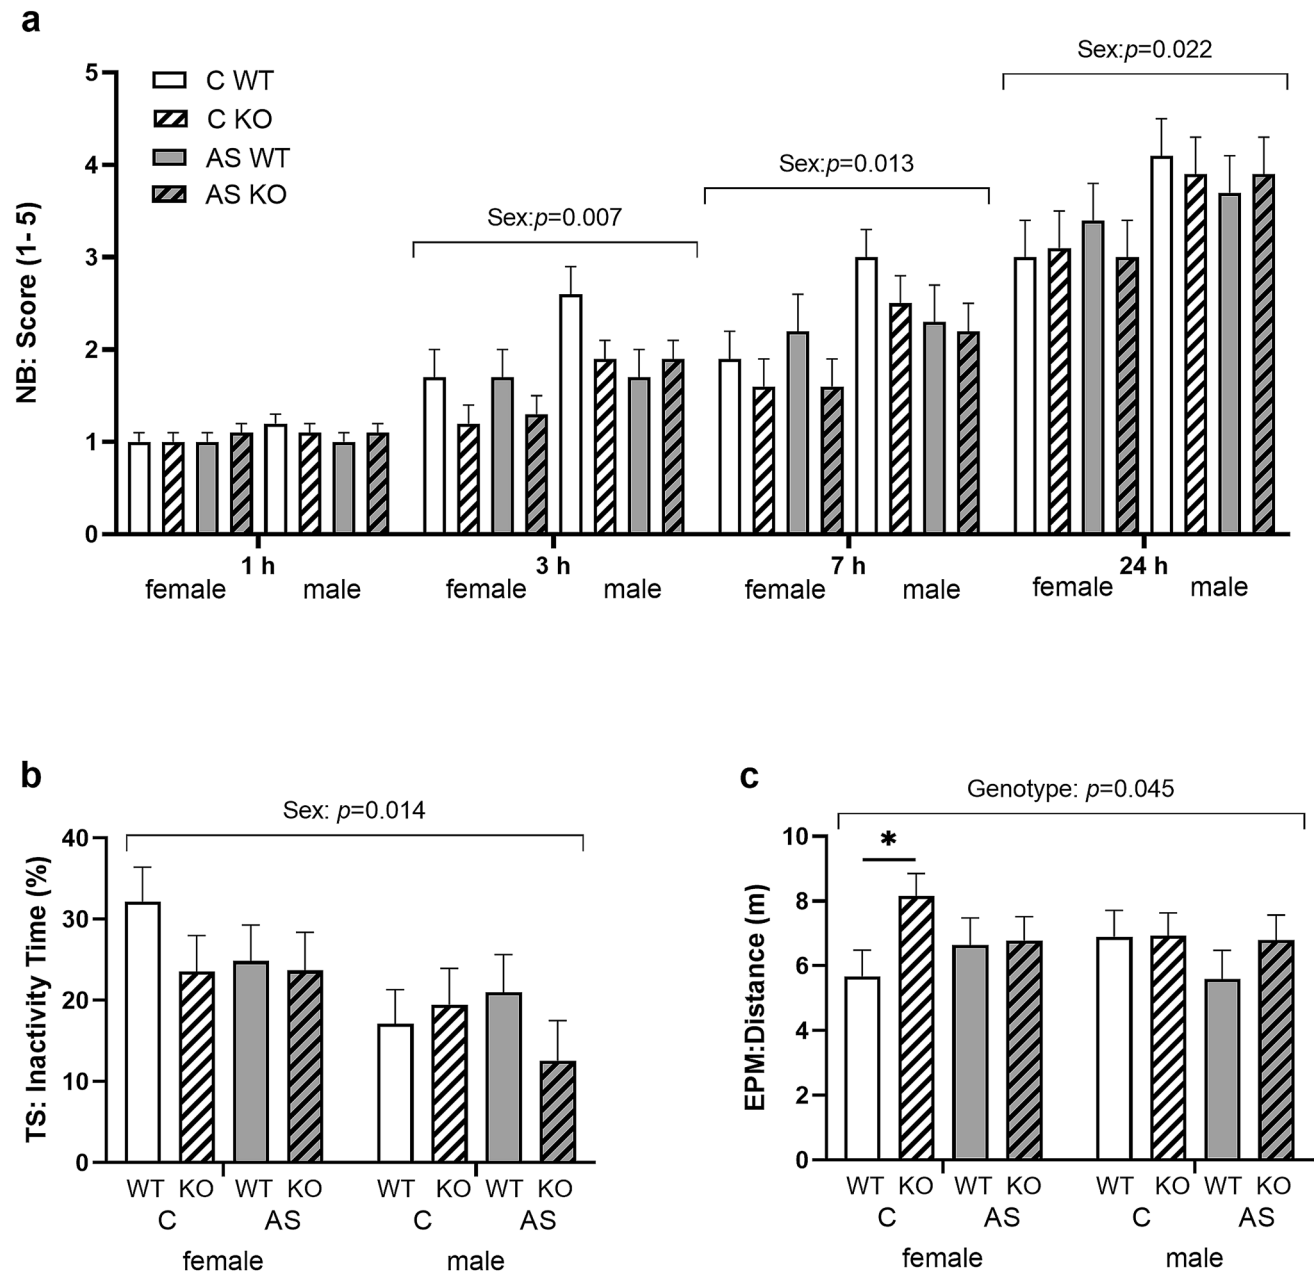 a
Sex:p=0.022
5
C WT
C KO
Sex:p=0.013
4
AS WT
AS KO
Sex:p=0.007
NB: Score (1- 5)
3
2
1
0
1 h
3 h
7 h
24 h
female
male
female
male
female
male
female
male
b
Sex: p=0.014
TS: Inactivity Time (%)
40
30
20
10
0
WT KO WT KO WT KO WT KO
C AS C AS
female male
c
Genotype: p=0.045
*
EPM:Distance (m)
10
8
6
4
2
0
WT KO WT KO WT KO WT KO
C AS C AS
female male